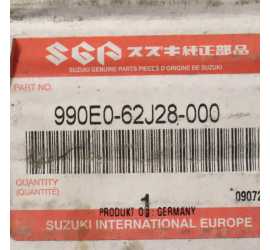 SGP スズキ純正部品
SUZUKI GENUINE PARTS PIECES D'ORIGINE DE SUZUKI
PART NO.
990E0-62J28-000
QUANTITY
(QUANTITÉ)
1
09072
PRODUKT OF GERMANY
SUZUKI INTERNATIONAL EUROPE